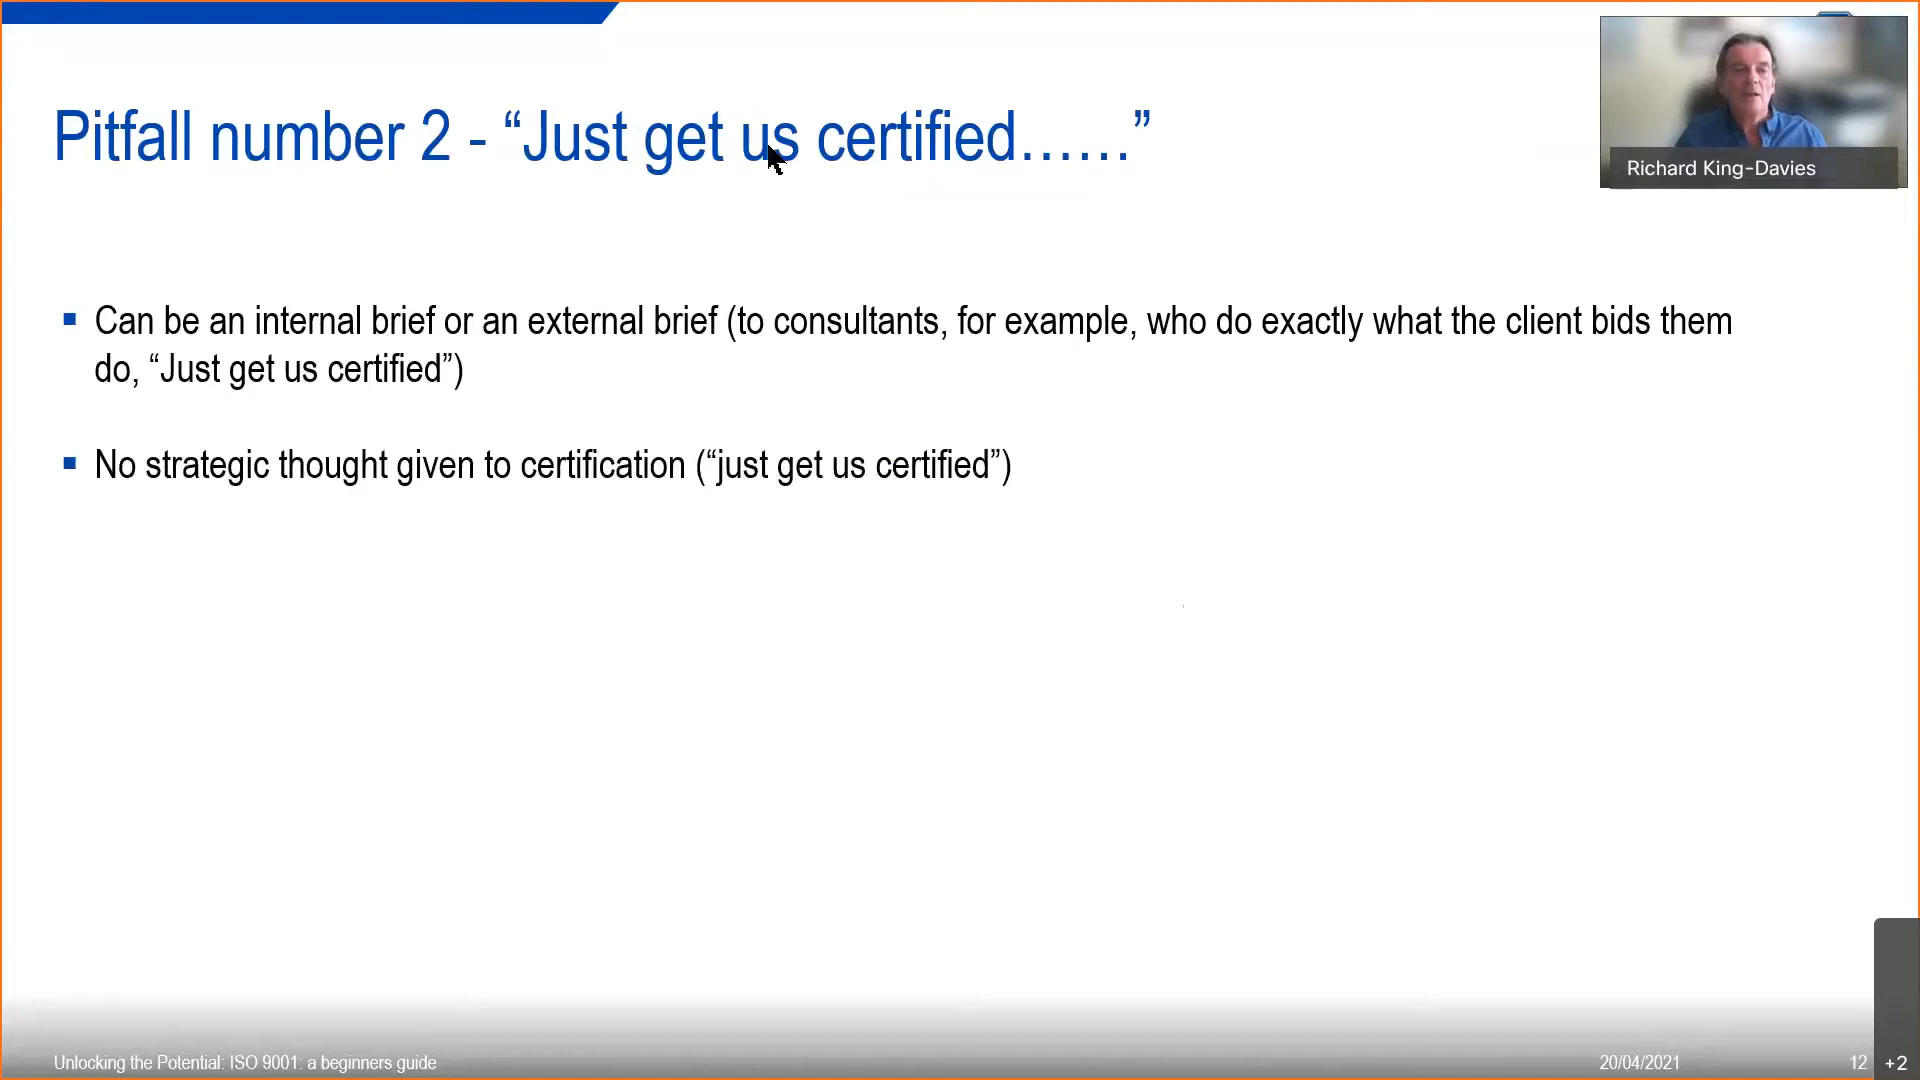 Pitfall number 2 - “Just get us certified……”
Richard King-Davies
▪ Can be an internal brief or an external brief (to consultants, for example, who do exactly what the client bids them
do, “Just get us certified”)
▪ No strategic thought given to certification (“just get us certified”)
Unlocking the Potential: ISO 9001: a beginners guide
20/04/2021
12
+2